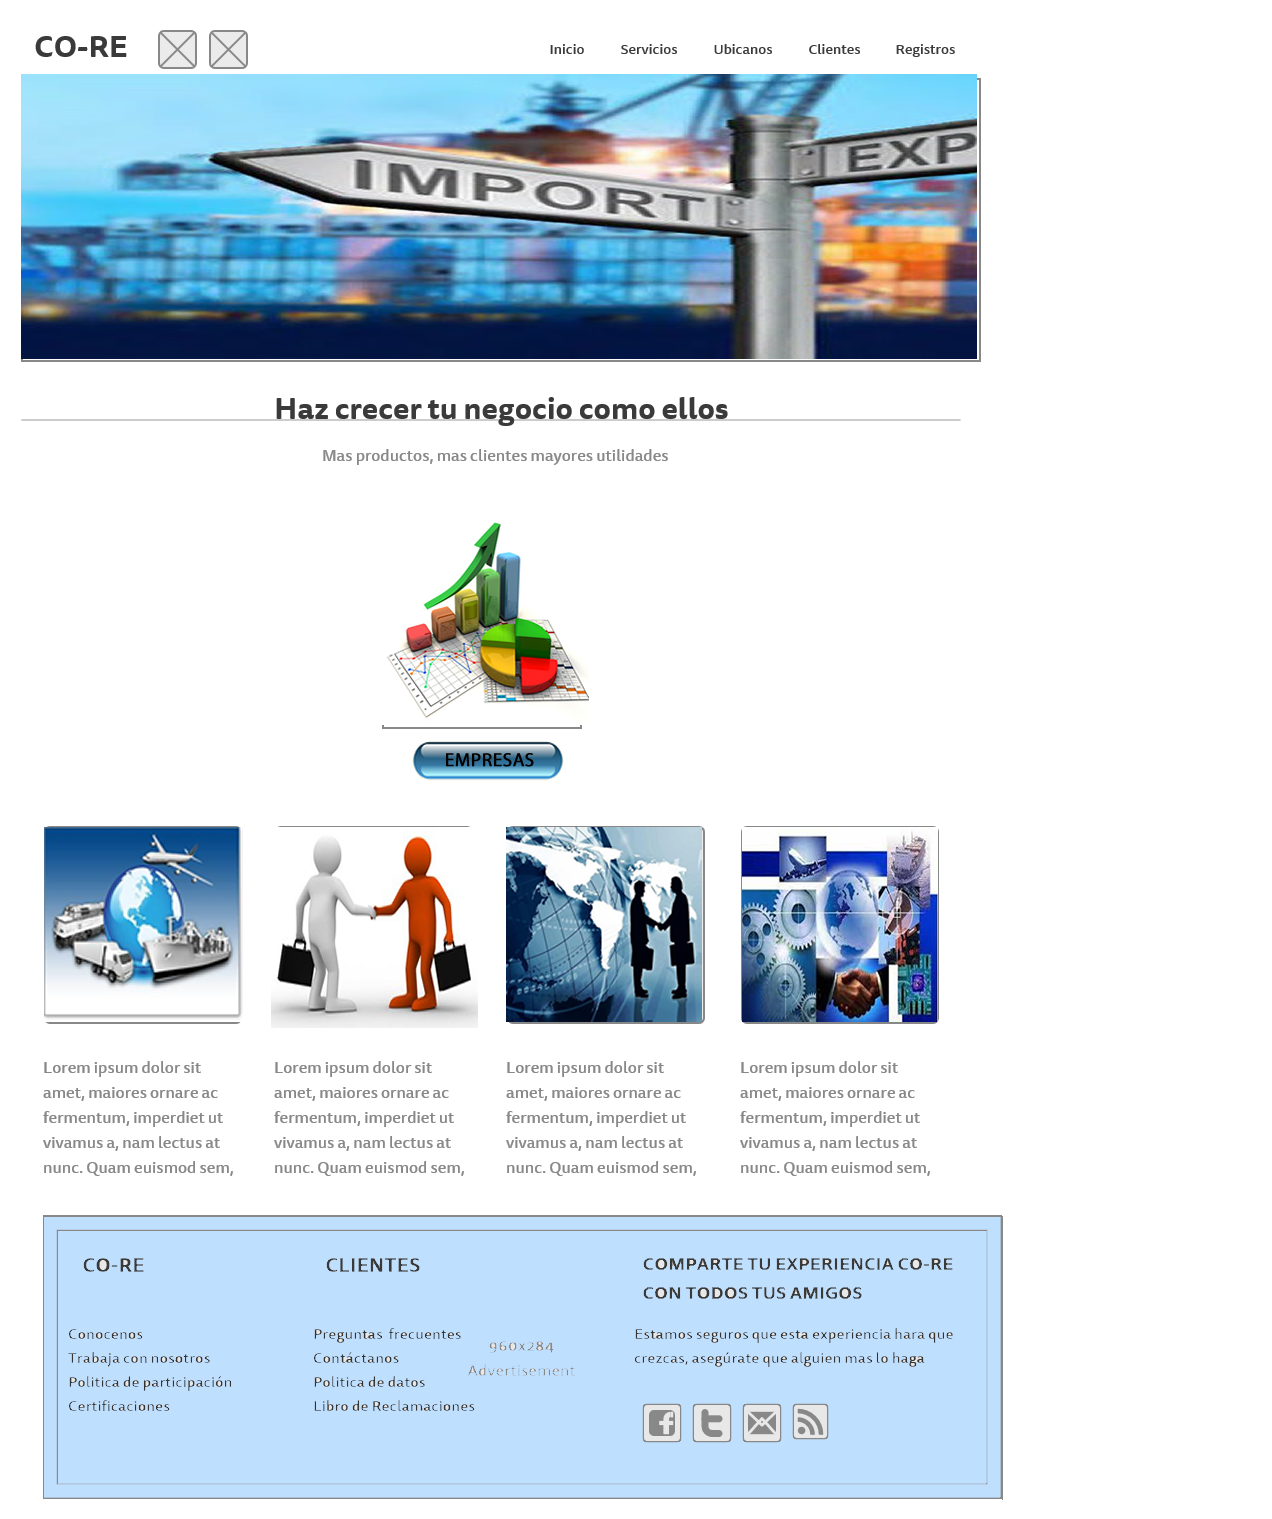 CO-RE
Inicio Servicios Ubicanos Clientes Registros
IMPORT
EXP
Haz crecer tu negocio como ellos
Mas productos, mas clientes mayores utilidades
EMPRESAS
Lorem ipsum dolor sit
amet, maiores ornare ac
fermentum, imperdiet ut
vivamus a, nam lectus at
nunc. Quam euismod sem,
Lorem ipsum dolor sit
amet, maiores ornare ac
fermentum, imperdiet ut
vivamus a, nam lectus at
nunc. Quam euismod sem,
Lorem ipsum dolor sit
amet, maiores ornare ac
fermentum, imperdiet ut
vivamus a, nam lectus at
nunc. Quam euismod sem,
Lorem ipsum dolor sit
amet, maiores ornare ac
fermentum, imperdiet ut
vivamus a, nam lectus at
nunc. Quam euismod sem,
CO-RE
Conocenos
Trabaja con nosotros
Politica de participación
Certificaciones
CLIENTES
Preguntas frecuentes
Contáctanos
Politica de datos
Libro de Reclamaciones
960x284
Advertisement
COMPARTE TU EXPERIENCIA CO-RE
CON TODOS TUS AMIGOS
Estamos seguros que esta experiencia hara que
crezcas, asegúrate que alguien mas lo haga